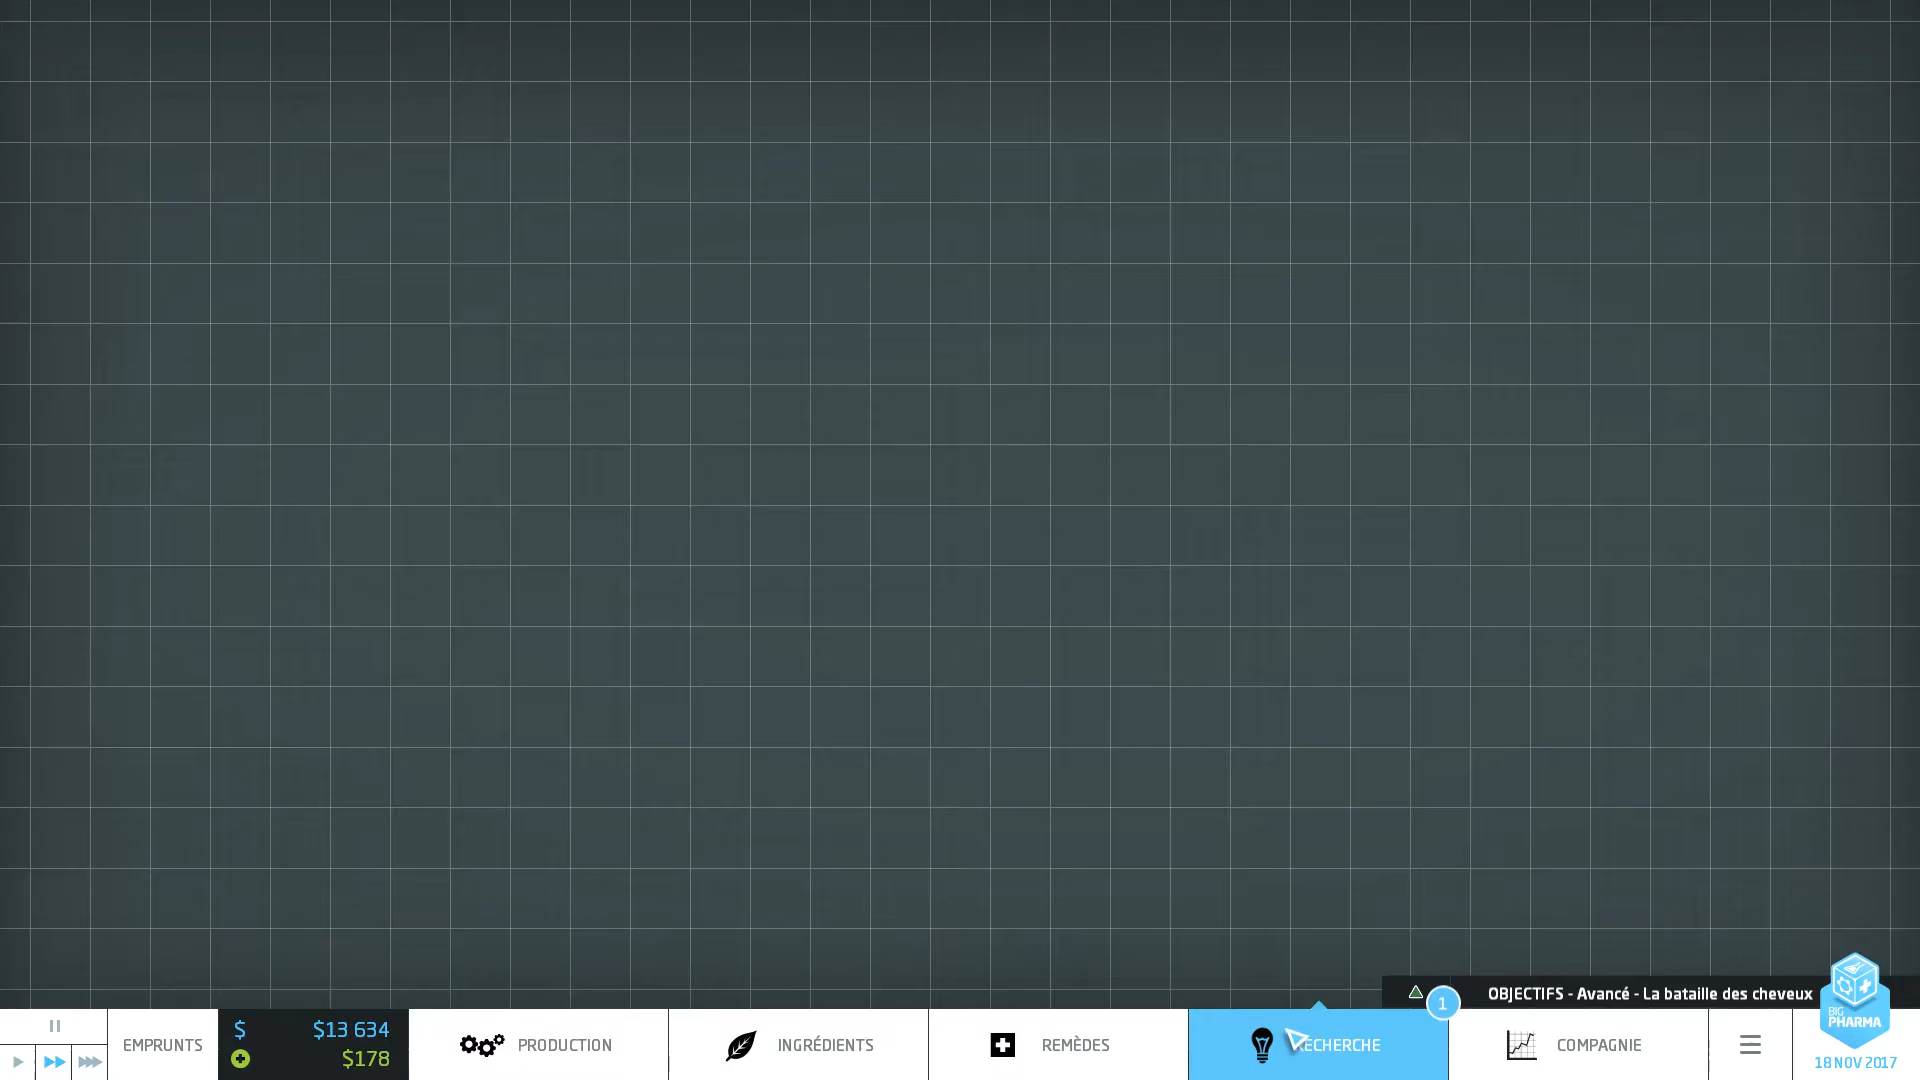 OBJECTIFS - Avancé - La bataille des cheveux
1
BIG
PHARMA
EMPRUNTS
$ $13 634
$178
PRODUCTION
INGRÉDIENTS
REMÈDES
RECHERCHE
COMPAGNIE
18 NOV 2017